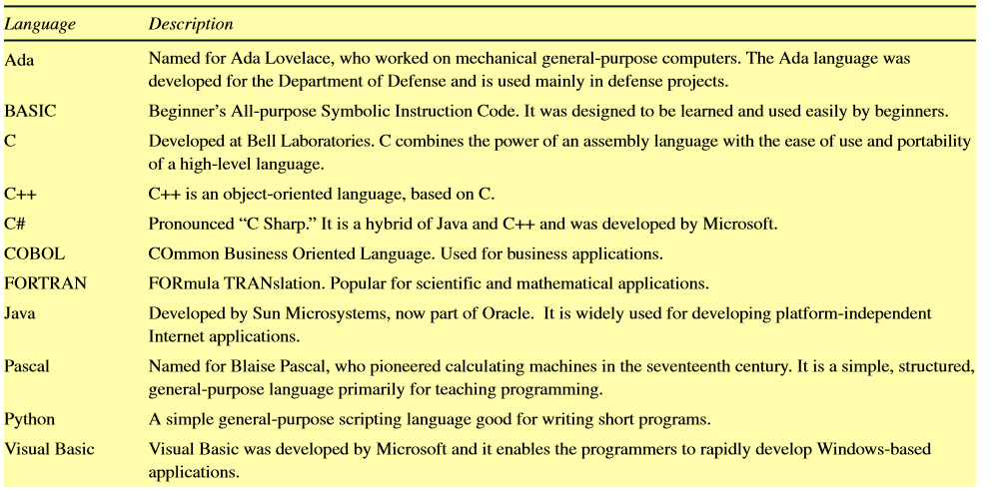 Language Description
Ada Named for Ada Lovelace, who worked on mechanical general-purpose computers. The Ada language was
developed for the Department of Defense and is used mainly in defense projects.
BASIC Beginner’s All-purpose Symbolic Instruction Code. It was designed to be learned and used easily by beginners.
C Developed at Bell Laboratories. C combines the power of an assembly language with the ease of use and portability
of a high-level language.
C++ C++ is an object-oriented language, based on C.
C# Pronounced “C Sharp.” It is a hybrid of Java and C++ and was developed by Microsoft.
COBOL COmmon Business Oriented Language. Used for business applications.
FORTRAN FORmula TRANslation. Popular for scientific and mathematical applications.
Java Developed by Sun Microsystems, now part of Oracle. It is widely used for developing platform-independent
Internet applications.
Pascal Named for Blaise Pascal, who pioneered calculating machines in the seventeenth century. It is a simple, structured,
general-purpose language primarily for teaching programming.
Python A simple general-purpose scripting language good for writing short programs.
Visual Basic Visual Basic was developed by Microsoft and it enables the programmers to rapidly develop Windows-based
applications.